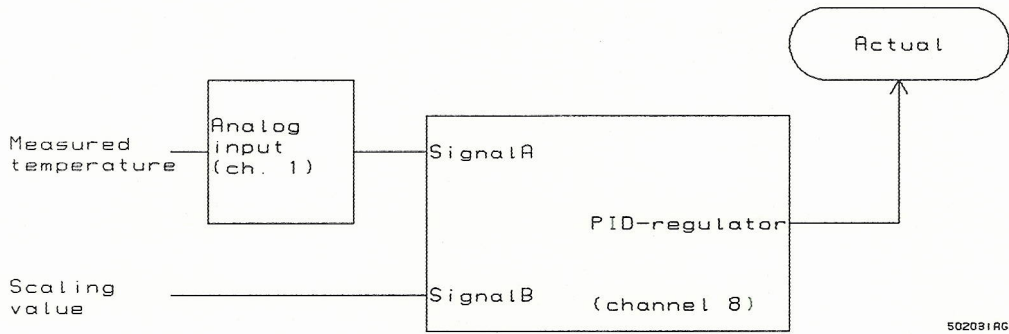 Actual
Measured
temperature
Analog
input
(ch. 1)
SignalA
PID-regulator
Scaling
value
SignalB
(channel 8)
502031AG